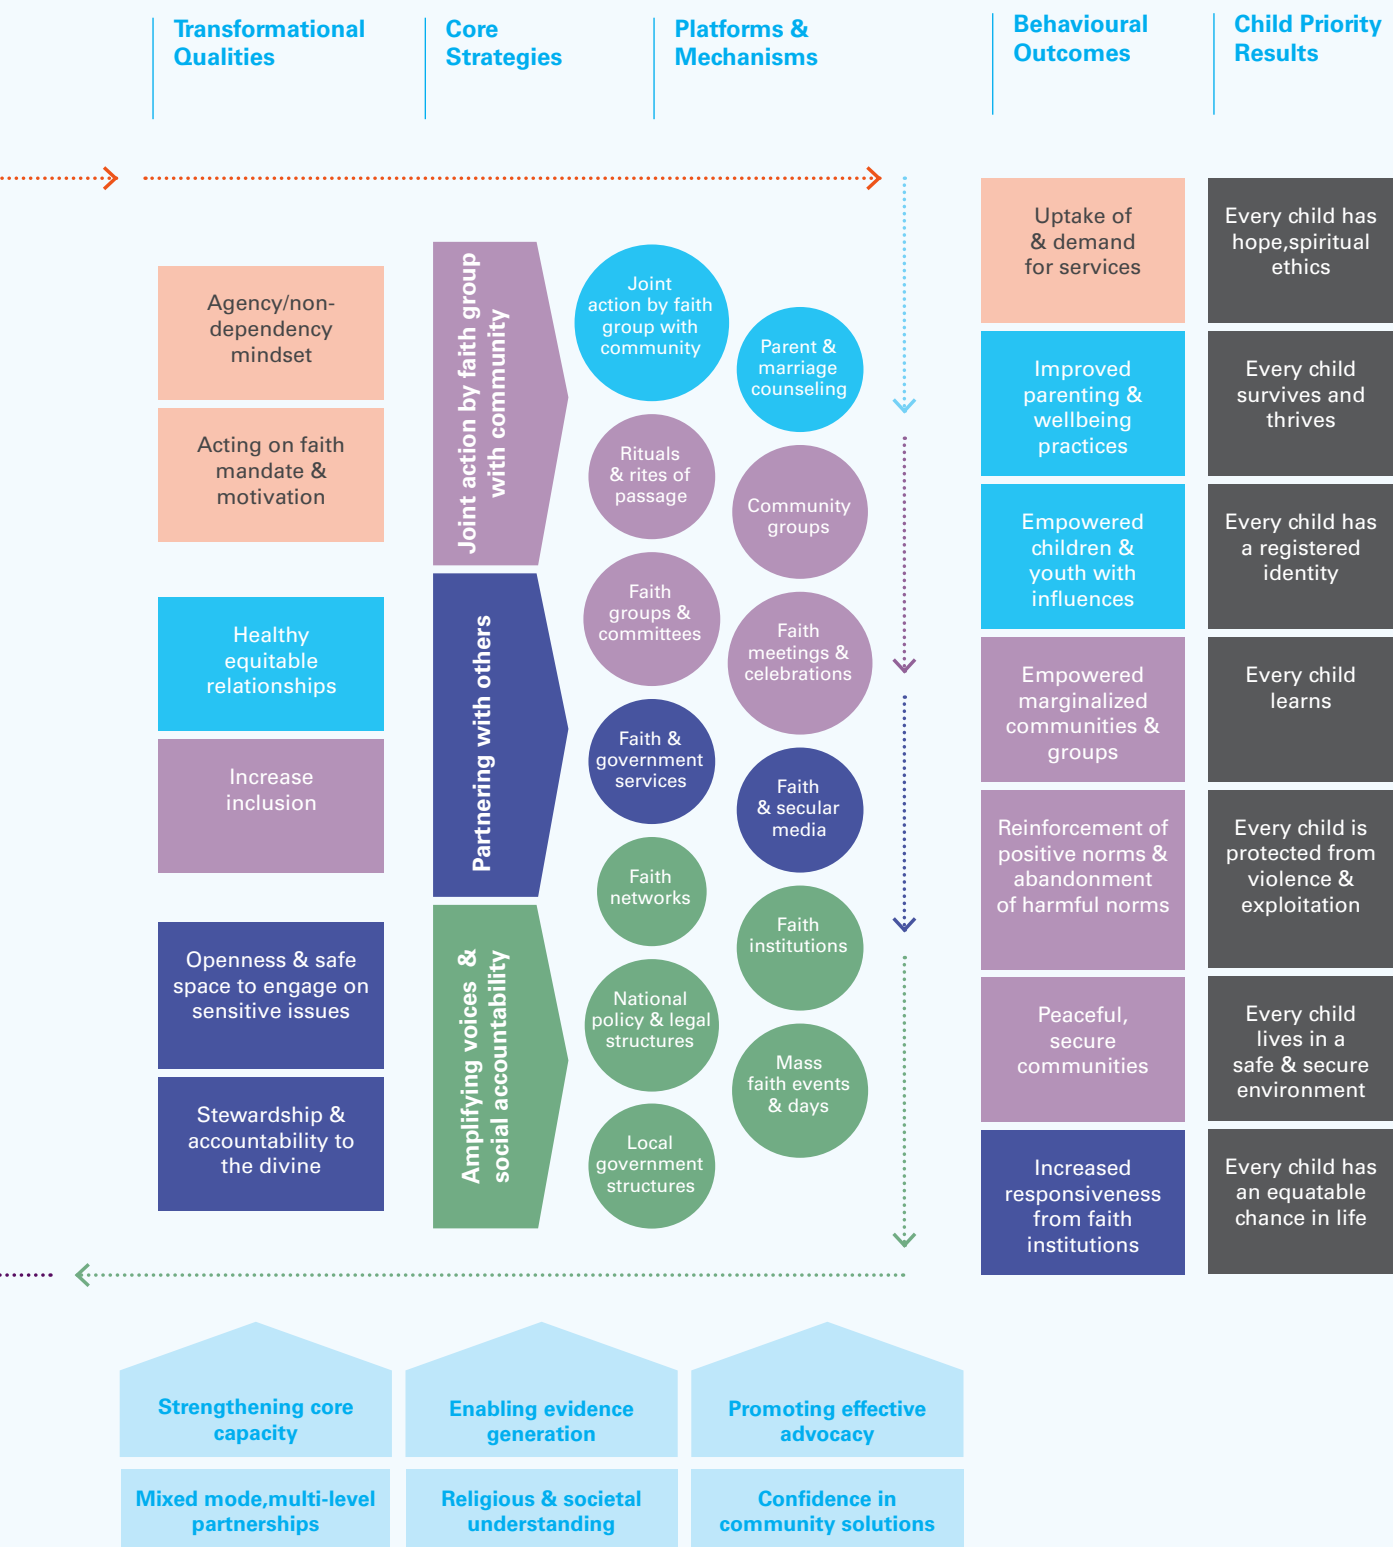 Transformational
Qualities
Core
Strategies
Platforms &
Mechanisms
Behavioural
Outcomes
Child Priority
Results
Agency/non-
dependency
mindset
Acting on faith
mandate &
motivation
Healthy
equitable
relationships
Increase
inclusion
Openness & safe
space to engage on
sensitive issues
Stewardship &
accountability to
the divine
Joint action by faith group
with community
Partnering with others
Amplifying voices &
social accountability
Joint
action by faith
group with
community
Parent &
marriage
counseling
Rituals
& rites of
passage
Community
groups
Faith
groups &
committees
Faith
meetings &
celebrations
Faith &
government
services
Faith
& secular
media
Faith
networks
Faith
institutions
National
policy & legal
structures
Mass
faith events
& days
Local
government
structures
Uptake of
& demand
for services
Improved
parenting &
wellbeing
practices
Empowered
children &
youth with
influences
Empowered
marginalized
communities &
groups
Reinforcement of
positive norms &
abandonment
of harmful norms
Peaceful,
secure
communities
Increased
responsiveness
from faith
institutions
Every child has
hope,spiritual
ethics
Every child
survives and
thrives
Every child has
a registered
identity
Every child
learns
Every child is
protected from
violence &
exploitation
Every child
lives in a
safe & secure
environment
Every child has
an equatable
chance in life
Strengthening core
capacity
Enabling evidence
generation
Promoting effective
advocacy
Mixed mode,multi-level
partnerships
Religious & societal
understanding
Confidence in
community solutions